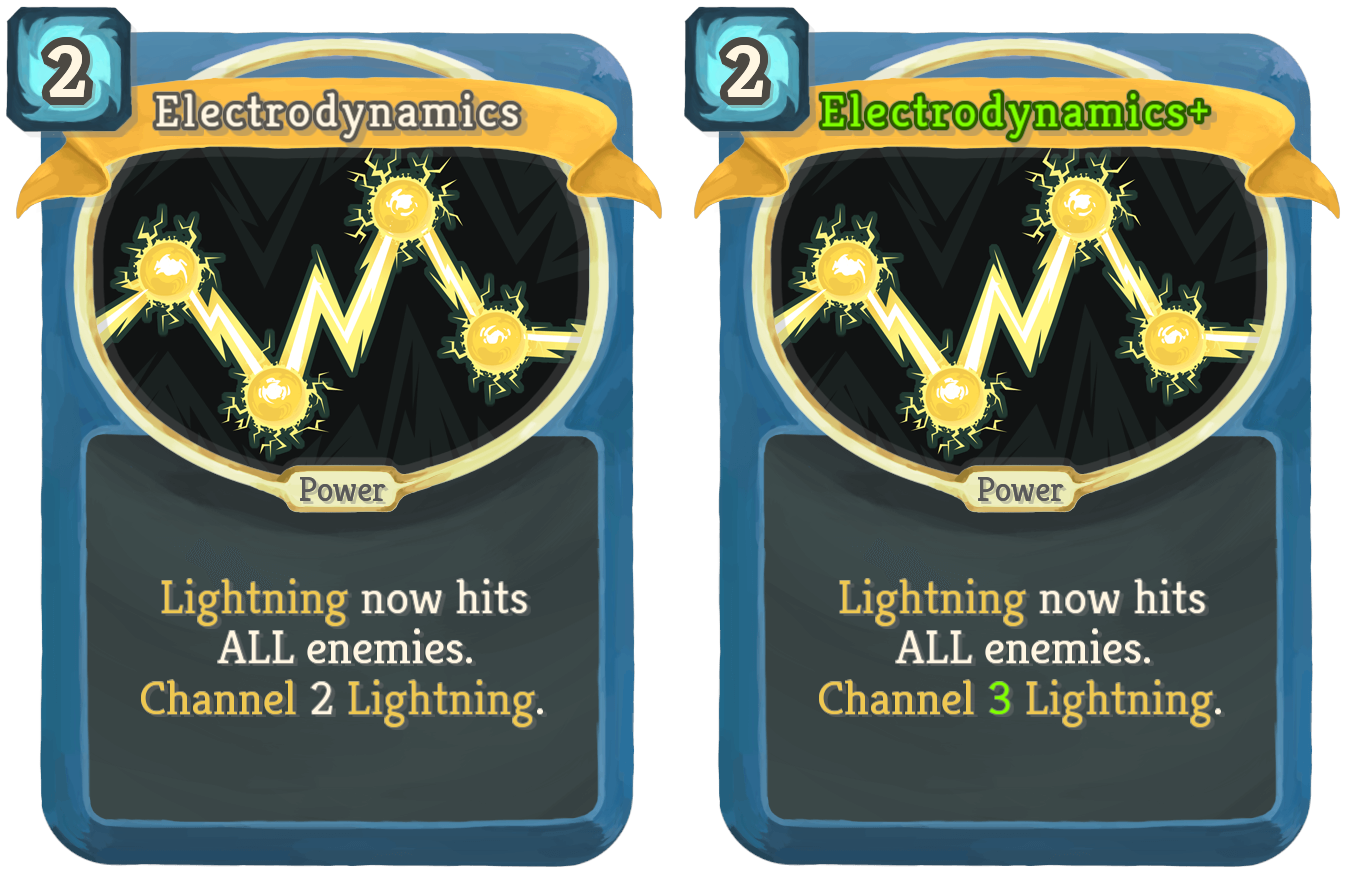 2
Electrodynamics
Power
Lightning now hits
ALL enemies.
Channel 2 Lightning.
2
Electrodynamics+
Power
Lightning now hits
ALL enemies.
Channel 3 Lightning.